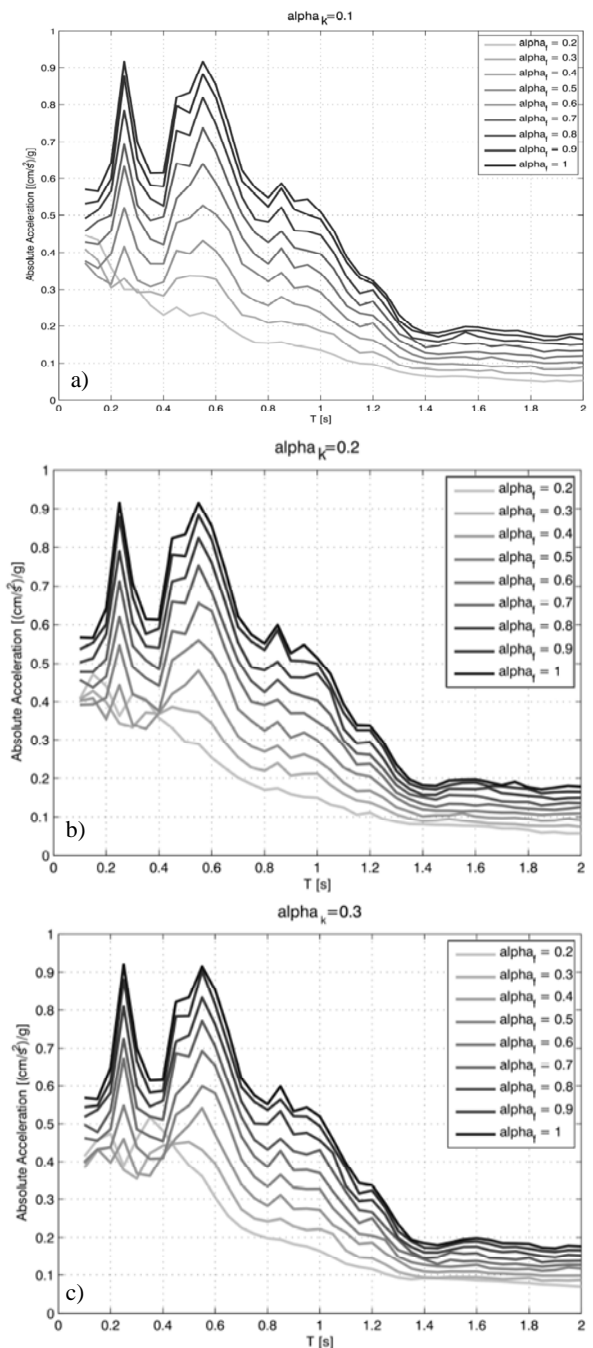 alpha_k=0.1
1
0.9
0.8
0.7
0.6
0.5
0.4
0.3
0.2
0.1
0
Absolute Acceleration [(cm/s²)/g]
alpha_f = 0.2
alpha_f = 0.3
alpha_f = 0.4
alpha_f = 0.5
alpha_f = 0.6
alpha_f = 0.7
alpha_f = 0.8
alpha_f = 0.9
alpha_f = 1
a)
0 0.2 0.4 0.6 0.8 1 1.2 1.4 1.6 1.8 2
T [s]
alpha_k=0.2
1
0.9
0.8
0.7
0.6
0.5
0.4
0.3
0.2
0.1
0
Absolute Acceleration [(cm/s²)/g]
alpha_f = 0.2
alpha_f = 0.3
alpha_f = 0.4
alpha_f = 0.5
alpha_f = 0.6
alpha_f = 0.7
alpha_f = 0.8
alpha_f = 0.9
alpha_f = 1
b)
0 0.2 0.4 0.6 0.8 1 1.2 1.4 1.6 1.8 2
T [s]
alpha_k=0.3
1
0.9
0.8
0.7
0.6
0.5
0.4
0.3
0.2
0.1
0
Absolute Acceleration [(cm/s²)/g]
alpha_f = 0.2
alpha_f = 0.3
alpha_f = 0.4
alpha_f = 0.5
alpha_f = 0.6
alpha_f = 0.7
alpha_f = 0.8
alpha_f = 0.9
alpha_f = 1
c)
0 0.2 0.4 0.6 0.8 1 1.2 1.4 1.6 1.8 2
T [s]